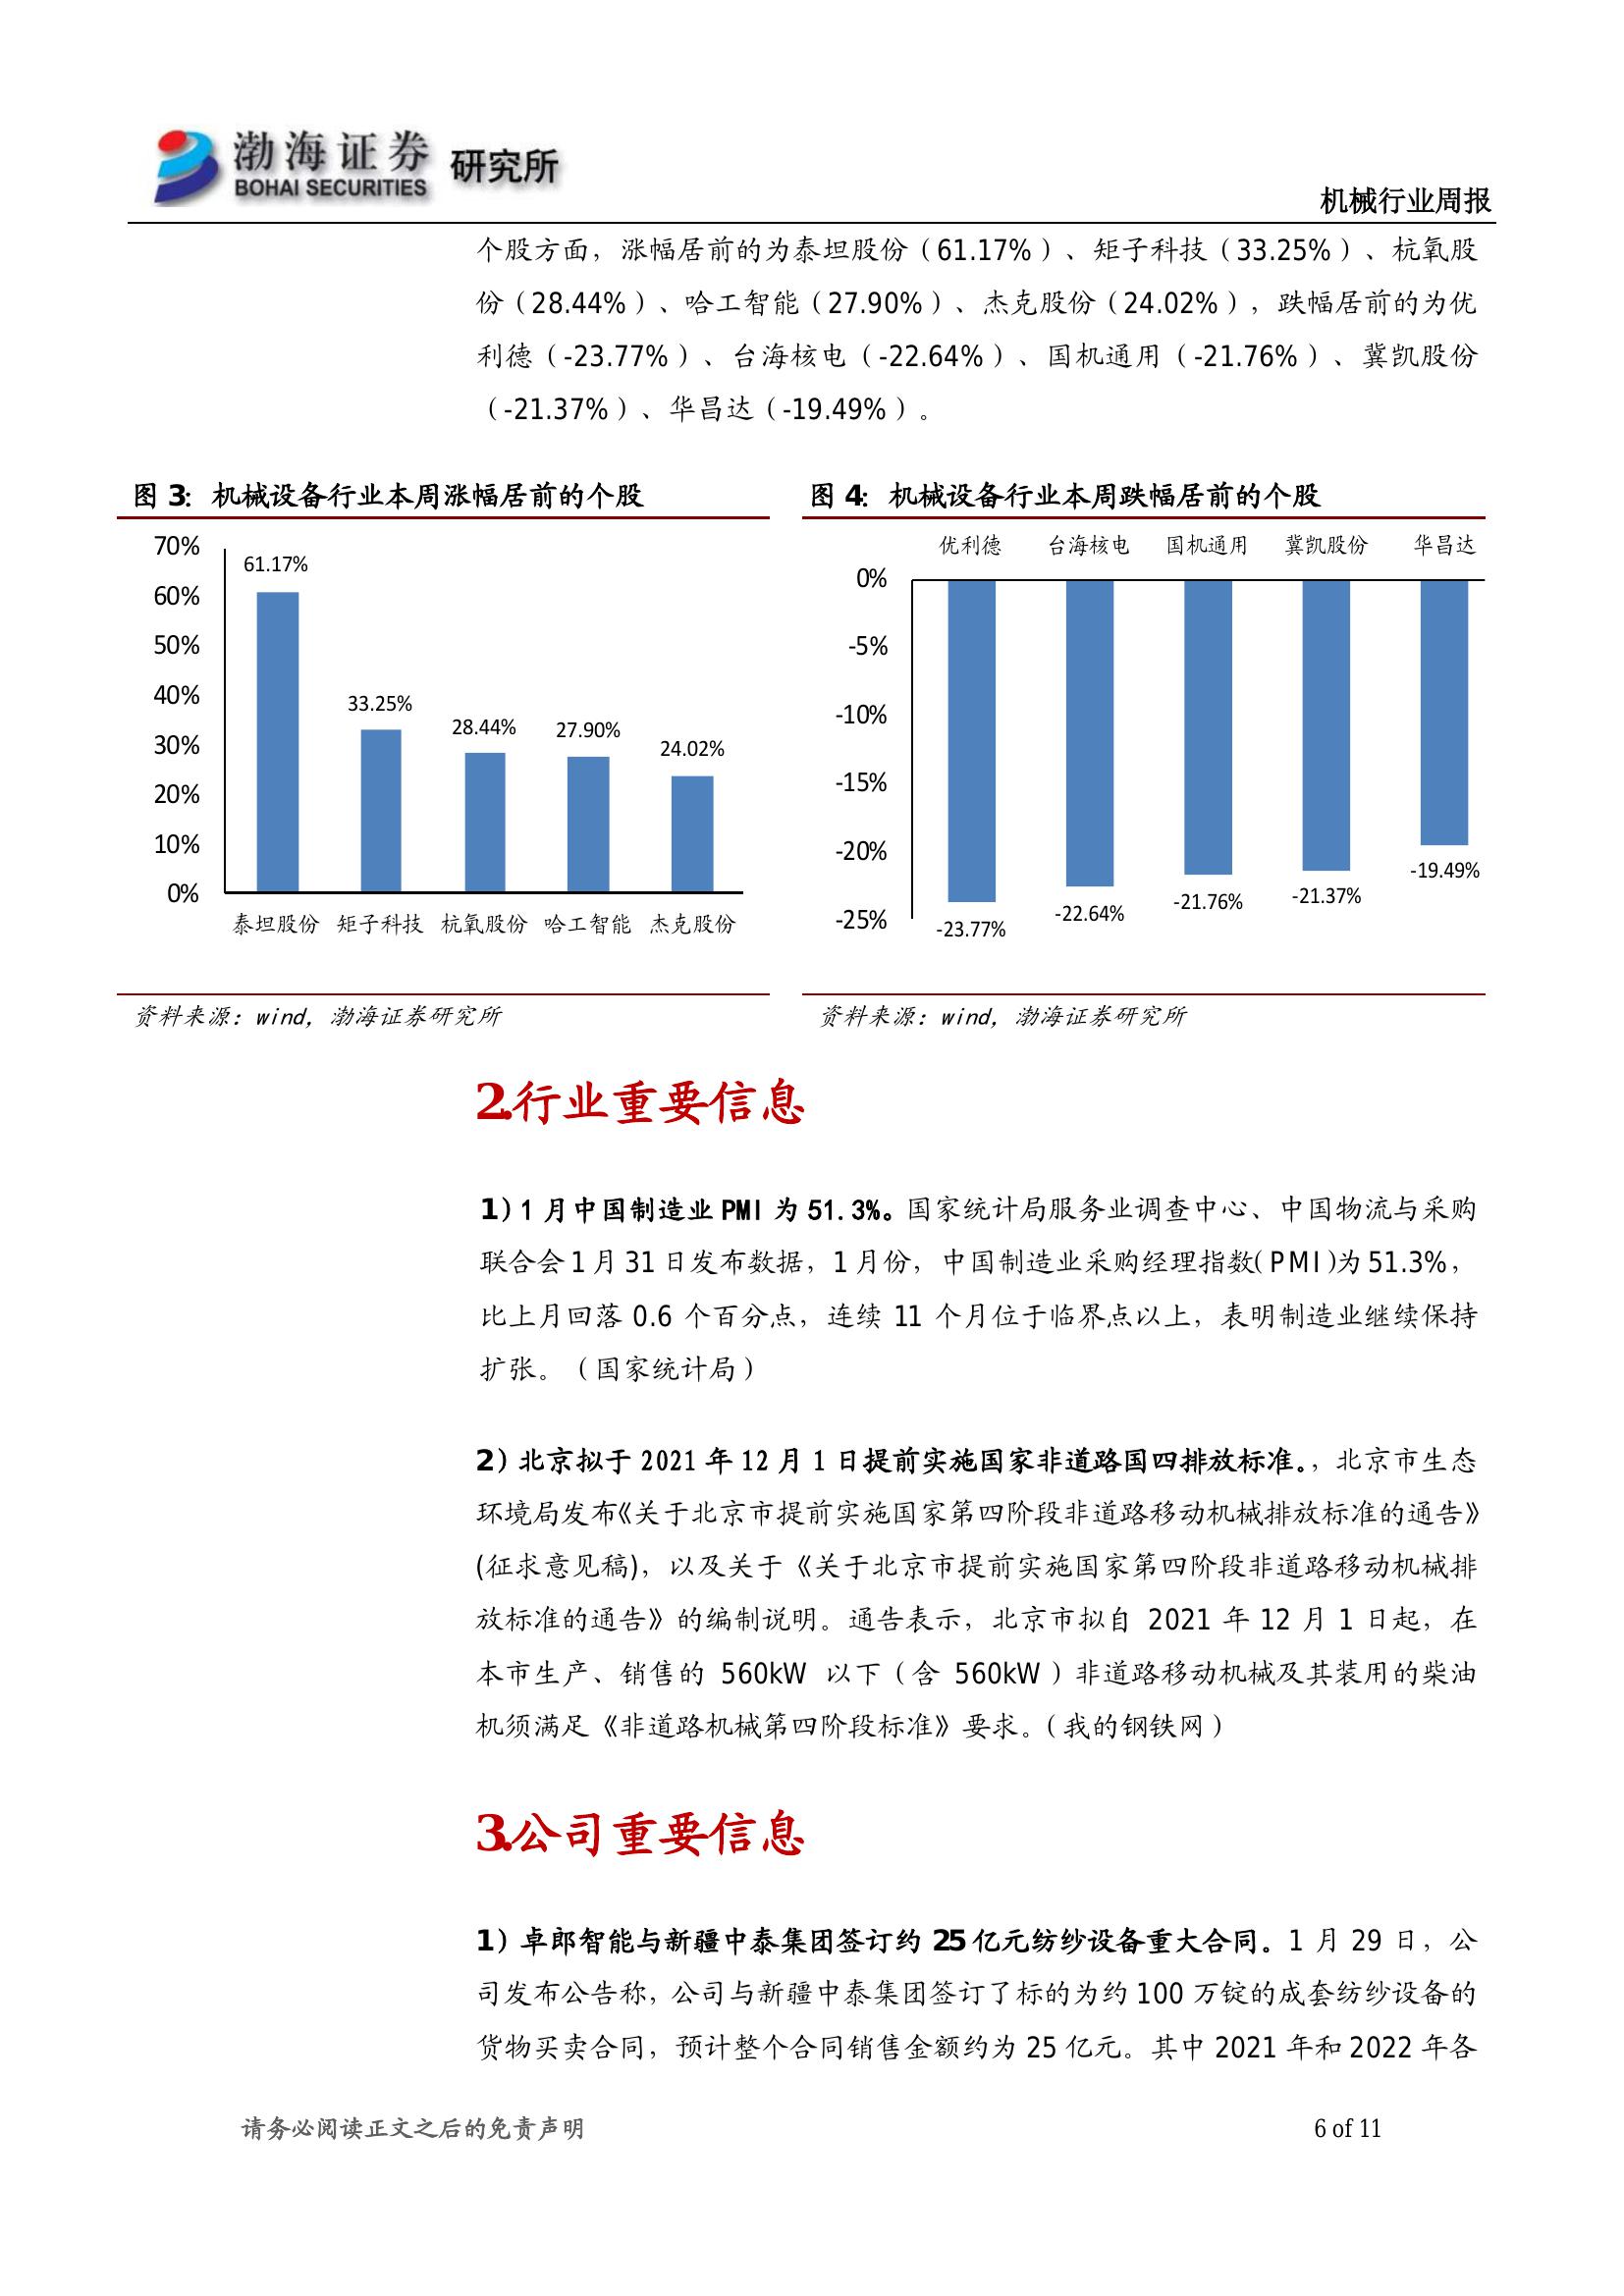 渤海证券 研究所
BOHAI SECURITIES
机械行业周报
个股方面，涨幅居前的为泰坦股份（61.17%）、矩子科技（33.25%）、杭氧股
份（28.44%）、哈工智能（27.90%）、杰克股份（24.02%），跌幅居前的为优
利德（-23.77%）、台海核电（-22.64%）、国机通用（-21.76%）、冀凯股份
（-21.37%）、华昌达（-19.49%）。
图 3：机械设备行业本周涨幅居前的个股
70%
60%
50%
40%
30%
20%
10%
0%
61.17%
33.25%
28.44%
27.90%
24.02%
泰坦股份 矩子科技 杭氧股份 哈工智能 杰克股份
资料来源：wind，渤海证券研究所
图 4：机械设备行业本周跌幅居前的个股
优利德 台海核电 国机通用 冀凯股份 华昌达
0%
-5%
-10%
-15%
-20%
-25%
-23.77%
-22.64%
-21.76%
-21.37%
-19.49%
资料来源：wind，渤海证券研究所
2.行业重要信息
1）1 月中国制造业 PMI 为 51.3%。国家统计局服务业调查中心、中国物流与采购
联合会 1 月 31 日发布数据，1 月份，中国制造业采购经理指数(PMI)为 51.3%，
比上月回落 0.6 个百分点，连续 11 个月位于临界点以上，表明制造业继续保持
扩张。（国家统计局）
2）北京拟于 2021 年 12 月 1 日提前实施国家非道路国四排放标准。，北京市生态
环境局发布《关于北京市提前实施国家第四阶段非道路移动机械排放标准的通告》
(征求意见稿)，以及关于《关于北京市提前实施国家第四阶段非道路移动机械排
放标准的通告》的编制说明。通告表示，北京市拟自 2021 年 12 月 1 日起，在
本市生产、销售的 560kW 以下（含 560kW）非道路移动机械及其装用的柴油
机须满足《非道路机械第四阶段标准》要求。（我的钢铁网）
3.公司重要信息
1）卓郎智能与新疆中泰集团签订约 25 亿元纺纱设备重大合同。1 月 29 日，公
司发布公告称，公司与新疆中泰集团签订了标的为约 100 万锭的成套纺纱设备的
货物买卖合同，预计整个合同销售金额约为 25 亿元。其中 2021 年和 2022 年各
请务必阅读正文之后的免责声明
6 of 11